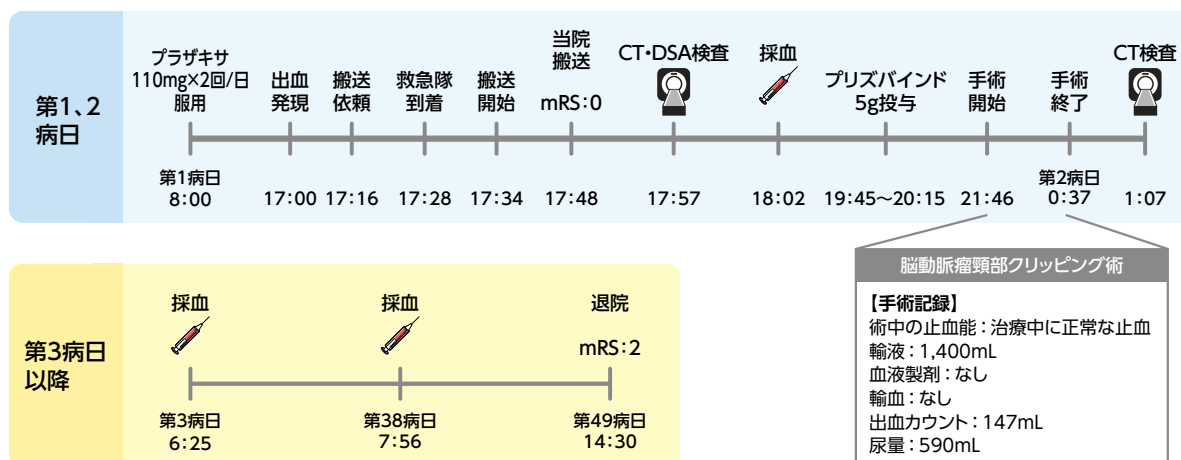 第1、2
病日
プラザキサ
110mg×2回/日
服用
出血
発現
搬送
依頼
救急隊
到着
搬送
開始
当院
搬送
mRS:0
CT・DSA検査
採血
プリズバインド
5g投与
手術
開始
手術
終了
CT検査
第1病日
8:00
17:00
17:16
17:28
17:34
17:48
17:57
18:02
19:45~20:15
21:46
第2病日
0:37
1:07
脳動脈瘤頸部クリッピング術
【手術記録】
術中の止血能:治療中に正常な止血
輸液:1,400mL
血液製剤:なし
輸血:なし
出血カウント:147mL
尿量:590mL
第3病日
以降
採血
採血
退院
mRS:2
第3病日
6:25
第38病日
7:56
第49病日
14:30